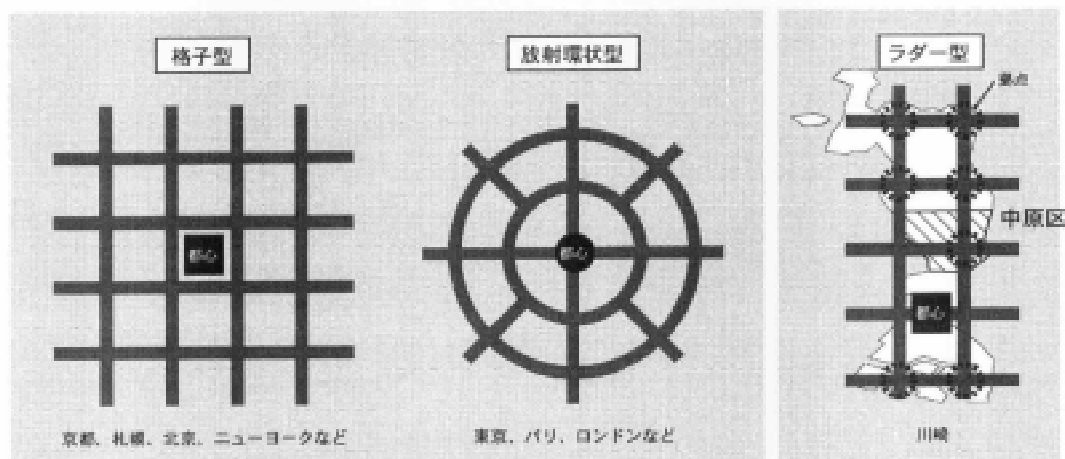 格子型
都心
京都、札幌、北京、ニューヨークなど
放射環状型
都心
東京、パリ、ロンドンなど
ラダー型
拠点
中原区
都心
川崎